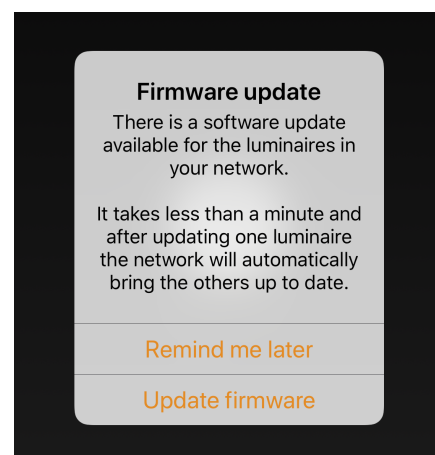 Firmware update
There is a software update
available for the luminaires in
your network.
It takes less than a minute and
after updating one luminaire
the network will automatically
bring the others up to date.
Remind me later
Update firmware